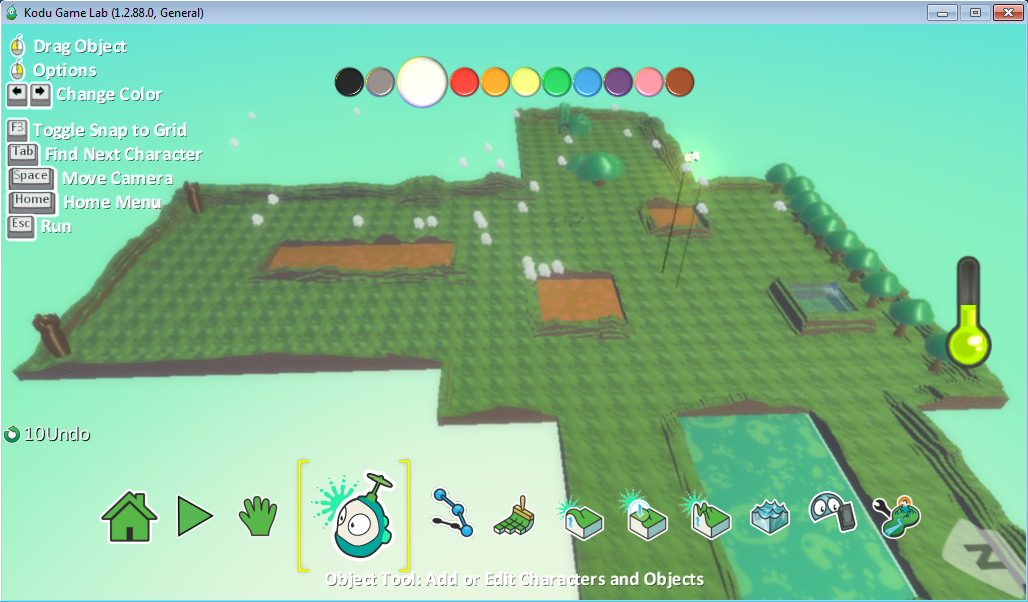 Kodu Game Lab (1.2.88.0, General)
Drag Object
Options
Change Color
F3 Toggle Snap to Grid
Tab Find Next Character
Space Move Camera
Home Home Menu
Esc Run
10Undo
Object Tool: Add or Edit Characters and Objects